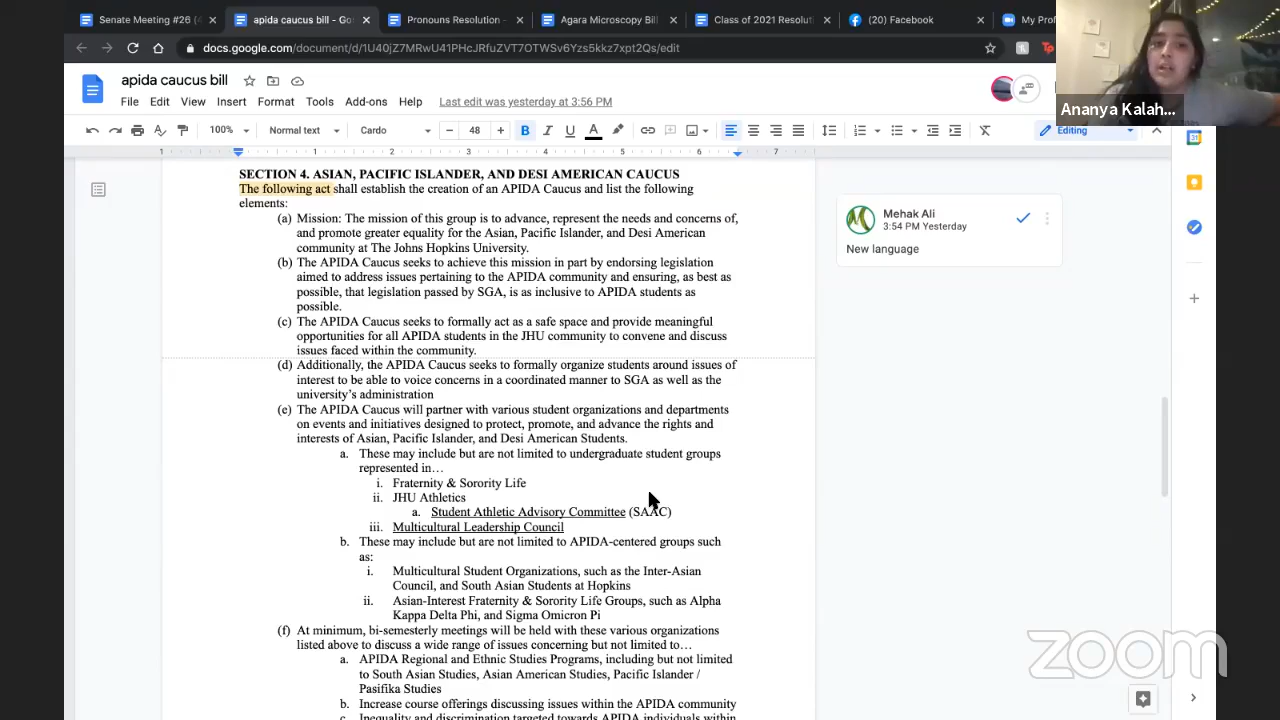 Senate Meeting #26 (4
apida caucus bill - Go
Pronouns Resolution -
Agara Microscopy Bill
Class of 2021 Resoluti
(20) Facebook
My Prof
docs.google.com/document/d/1U40jZ7MRwU41PHcJRfuZVT7OTWSv6Yzs5kkz7xpt2Qs/edit
apida caucus bill
File Edit View Insert Format Tools Add-ons Help Last edit was yesterday at 3:56 PM
Ananya Kalah...
100% Normal text Cardo 48 B I U A Editing
1 1 2 3 4 5 6 7
SECTION 4. ASIAN, PACIFIC ISLANDER, AND DESI AMERICAN CAUCUS
The following act shall establish the creation of an APIDA Caucus and list the following
elements:
(a) Mission: The mission of this group is to advance, represent the needs and concerns of,
and promote greater equality for the Asian, Pacific Islander, and Desi American
community at The Johns Hopkins University.
(b) The APIDA Caucus seeks to achieve this mission in part by endorsing legislation
aimed to address issues pertaining to the APIDA community and ensuring, as best as
possible, that legislation passed by SGA, is as inclusive to APIDA students as
possible.
(c) The APIDA Caucus seeks to formally act as a safe space and provide meaningful
opportunities for all APIDA students in the JHU community to convene and discuss
issues faced within the community.
(d) Additionally, the APIDA Caucus seeks to formally organize students around issues of
interest to be able to voice concerns in a coordinated manner to SGA as well as the
university's administration
(e) The APIDA Caucus will partner with various student organizations and departments
on events and initiatives designed to protect, promote, and advance the rights and
interests of Asian, Pacific Islander, and Desi American Students.
a. These may include but are not limited to undergraduate student groups
represented in…
i. Fraternity & Sorority Life
ii. JHU Athletics
a. Student Athletic Advisory Committee (SAAC)
iii. Multicultural Leadership Council
b. These may include but are not limited to APIDA-centered groups such
as:
i. Multicultural Student Organizations, such as the Inter-Asian
Council, and South Asian Students at Hopkins
ii. Asian-Interest Fraternity & Sorority Life Groups, such as Alpha
Kappa Delta Phi, and Sigma Omicron Pi
(f) At minimum, bi-semesterly meetings will be held with these various organizations
listed above to discuss a wide range of issues concerning but not limited to…
a. APIDA Regional and Ethnic Studies Programs, including but not limited
to South Asian Studies, Asian American Studies, Pacific Islander /
Pasifika Studies
b. Increase course offerings discussing issues within the APIDA community
c. Inequality and discrimination targeted towards APIDA individuals within
Mehak Ali
3:54 PM Yesterday
New language
zoom